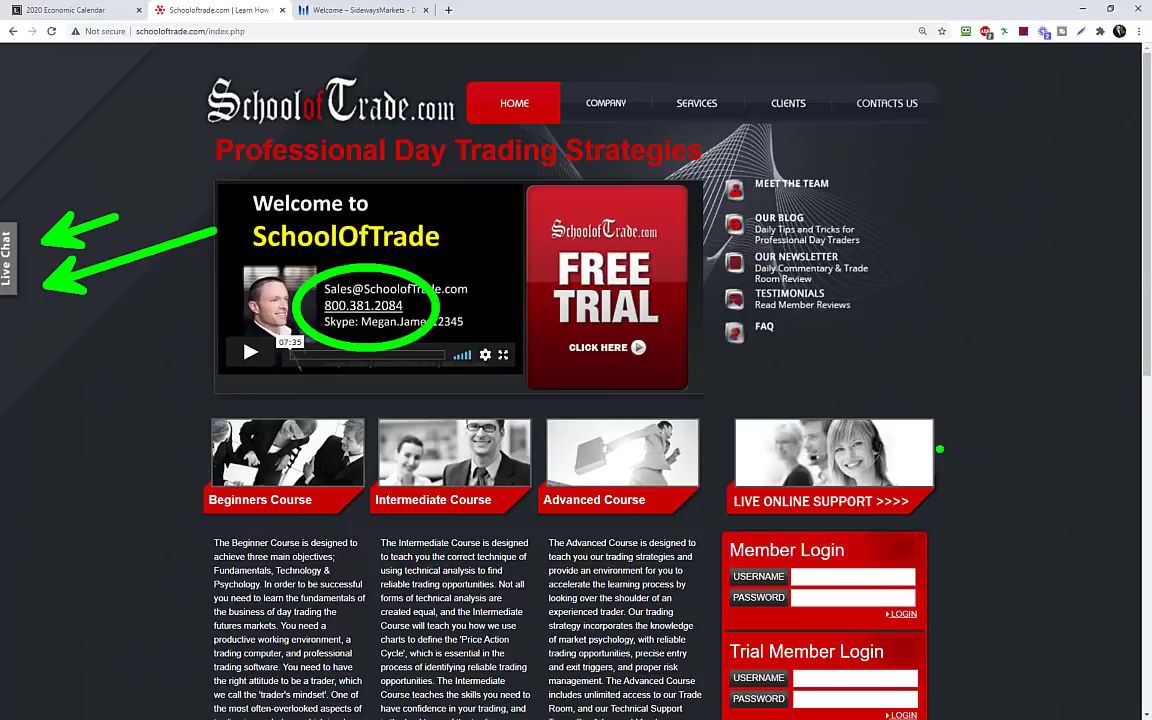 2020 Economic Calendar
Schooloftrade.com | Learn How
Welcome – SidewaysMarkets - D
Not secure | schooloftrade.com/index.php
SchoolofTrade.com
HOME
COMPANY
SERVICES
CLIENTS
CONTACTS US
Professional Day Trading Strategies
Welcome to
SchoolOfTrade
Sales@SchoolofTrade.com
800.381.2084
07:35
SchoolofTrade.com
FREE
TRIAL
CLICK HERE
MEET THE TEAM
OUR BLOG
Daily Tips and Tricks for
Professional Day Traders
OUR NEWSLETTER
Daily Commentary & Trade
Room Review
TESTIMONIALS
Read Member Reviews
FAQ
Live Chat
Beginners Course
Intermediate Course
Advanced Course
LIVE ONLINE SUPPORT >>>>
The Beginner Course is designed to
achieve three main objectives;
Fundamentals, Technology &
Psychology. In order to be successful
you need to learn the fundamentals of
the business of day trading the
futures markets. You need a
productive working environment, a
trading computer, and professional
trading software. You need to have
the right attitude to be a trader, which
we call the 'trader's mindset'. One of
the most often-overlooked aspects of
The Intermediate Course is designed
to teach you the correct technique of
using technical analysis to find
reliable trading opportunities. Not all
forms of technical analysis are
created equal, and the Intermediate
Course will teach you how we use
charts to define the 'Price Action
Cycle', which is essential in the
process of identifying reliable trading
opportunities. The Intermediate
Course teaches the skills you need to
have confidence in your trading, and
The Advanced Course is designed to
teach you our trading strategies and
provide an environment for you to
accelerate the learning process by
looking over the shoulder of an
experienced trader. Our trading
strategy incorporates the knowledge
of market psychology, with reliable
trading opportunities, precise entry
and exit triggers, and proper risk
management. The Advanced Course
includes unlimited access to our Trade
Room, and our Technical Support
Member Login
USERNAME
PASSWORD
LOGIN
Trial Member Login
USERNAME
PASSWORD
LOGIN